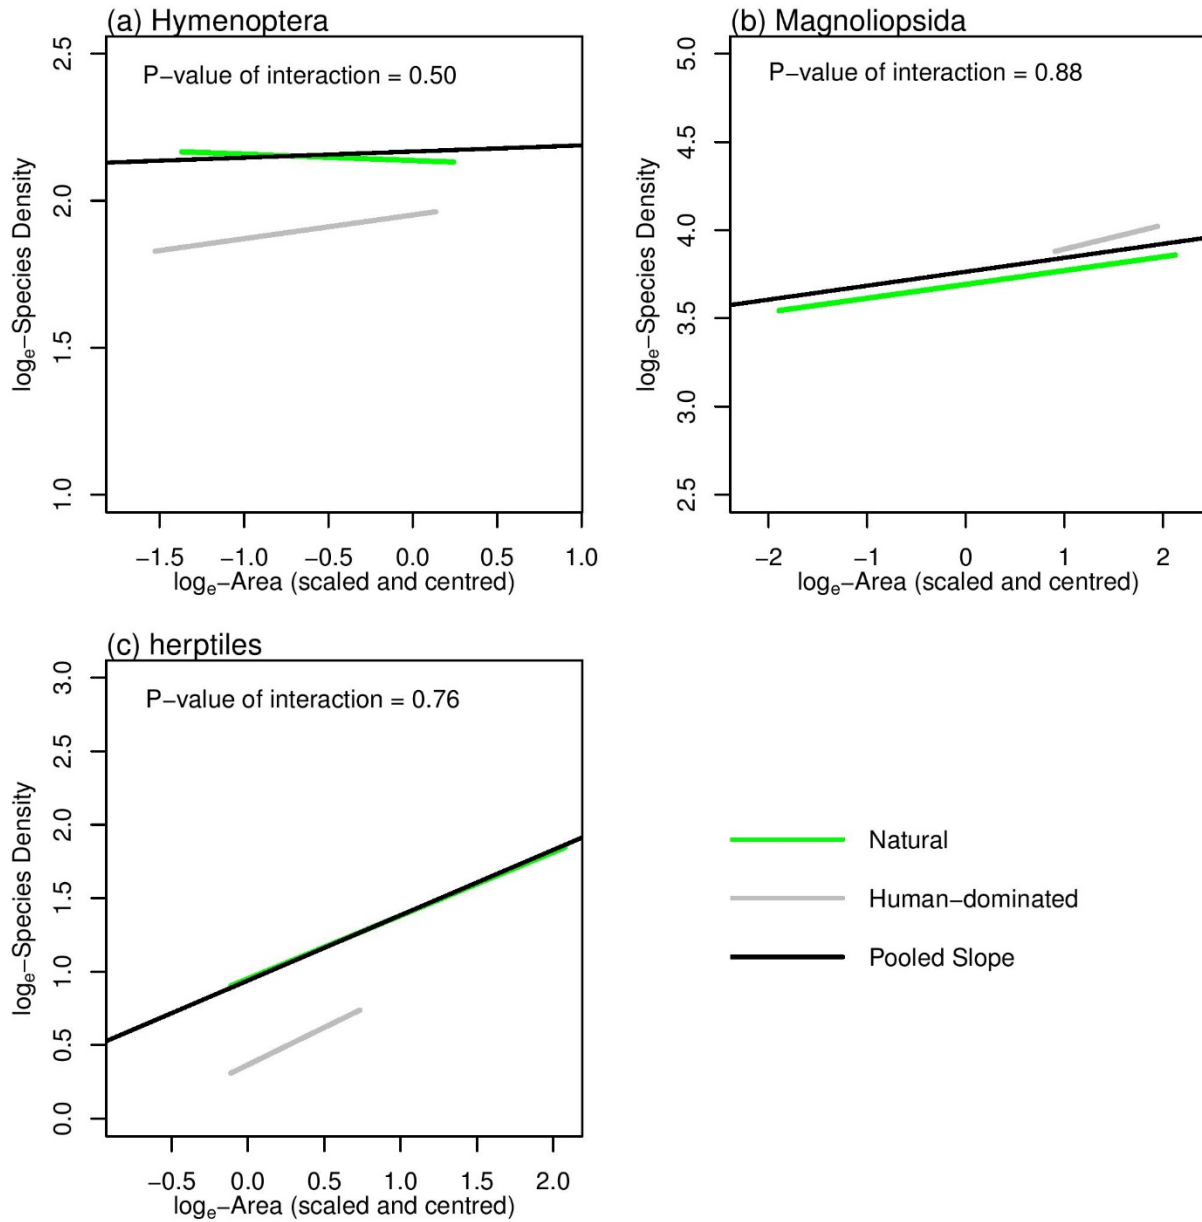 (a) Hymenoptera
P−value of interaction = 0.50
2.5
2.0
1.5
1.0
logₑ−Species Density
−1.5
−1.0
−0.5
0.0
0.5
1.0
logₑ−Area (scaled and centred)
(b) Magnoliopsida
P−value of interaction = 0.88
5.0
4.5
4.0
3.5
3.0
2.5
logₑ−Species Density
−2
−1
0
1
2
logₑ−Area (scaled and centred)
(c) herptiles
P−value of interaction = 0.76
3.0
2.5
2.0
1.5
1.0
0.5
0.0
logₑ−Species Density
−0.5
0.0
0.5
1.0
1.5
2.0
logₑ−Area (scaled and centred)
Natural
Human−dominated
Pooled Slope